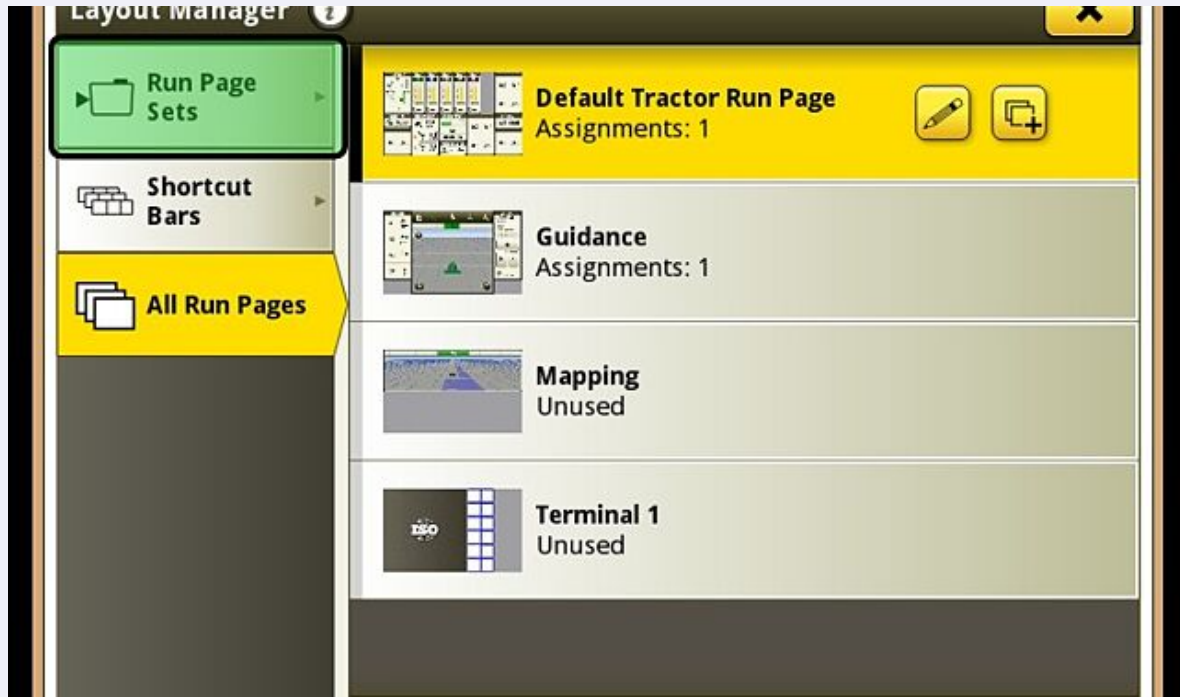 Layout Manager i
Run Page
Sets
Shortcut
Bars
All Run Pages
Default Tractor Run Page
Assignments: 1
Guidance
Assignments: 1
Mapping
Unused
ISO
Terminal 1
Unused